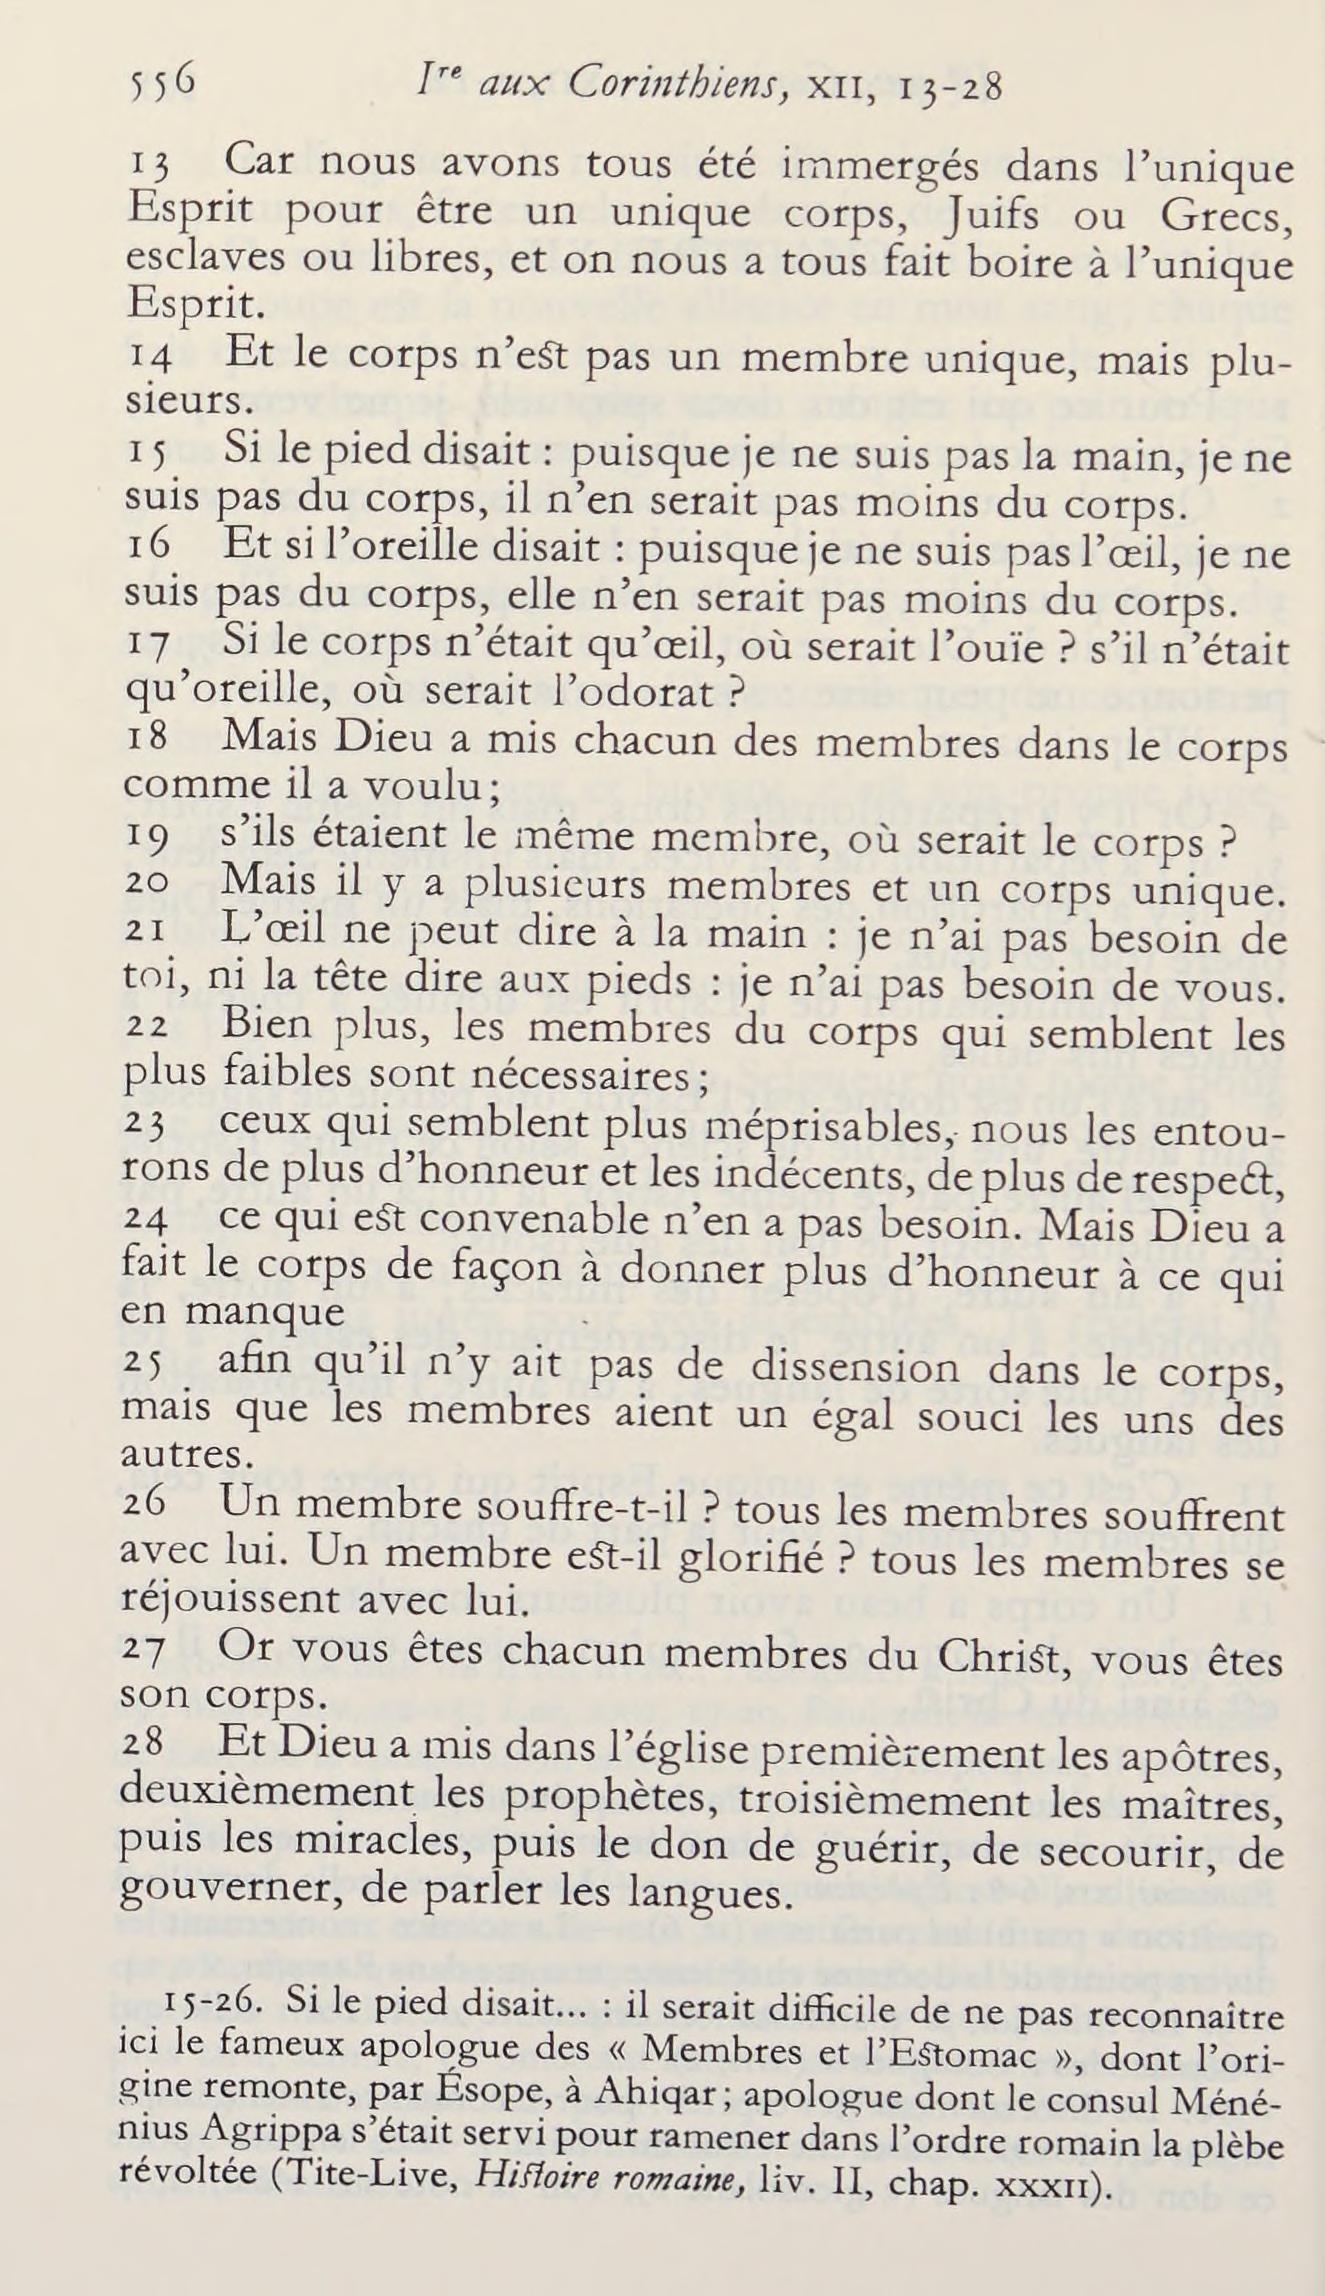 556 Iʳᵉ aux Corinthiens, XII, 13-28
13 Car nous avons tous été immergés dans l’unique
Esprit pour être un unique corps, Juifs ou Grecs,
esclaves ou libres, et on nous a tous fait boire à l’unique
Esprit.
14 Et le corps n’est pas un membre unique, mais plu-
sieurs.
15 Si le pied disait : puisque je ne suis pas la main, je ne
suis pas du corps, il n’en serait pas moins du corps.
16 Et si l’oreille disait : puisque je ne suis pas l’œil, je ne
suis pas du corps, elle n’en serait pas moins du corps.
17 Si le corps n’était qu’œil, où serait l’ouïe ? s’il n’était
qu’oreille, où serait l’odorat ?
18 Mais Dieu a mis chacun des membres dans le corps
comme il a voulu ;
19 s’ils étaient le même membre, où serait le corps ?
20 Mais il y a plusieurs membres et un corps unique.
21 L’œil ne peut dire à la main : je n’ai pas besoin de
toi, ni la tête dire aux pieds : je n’ai pas besoin de vous.
22 Bien plus, les membres du corps qui semblent les
plus faibles sont nécessaires ;
23 ceux qui semblent plus méprisables, nous les entou-
rons de plus d’honneur et les indécents, de plus de respect,
24 ce qui est convenable n’en a pas besoin. Mais Dieu a
fait le corps de façon à donner plus d’honneur à ce qui
en manque
25 afin qu’il n’y ait pas de dissension dans le corps,
mais que les membres aient un égal souci les uns des
autres.
26 Un membre souffre-t-il ? tous les membres souffrent
avec lui. Un membre est-il glorifié ? tous les membres se
réjouissent avec lui.
27 Or vous êtes chacun membres du Christ, vous êtes
son corps.
28 Et Dieu a mis dans l’église premièrement les apôtres,
deuxièmement les prophètes, troisièmement les maîtres,
puis les miracles, puis le don de guérir, de secourir, de
gouverner, de parler les langues.
15-26. Si le pied disait... : il serait difficile de ne pas reconnaître
ici le fameux apologue des « Membres et l’Estomac », dont l’ori-
gine remonte, par Ésope, à Ahiqar ; apologue dont le consul Méné-
nius Agrippa s’était servi pour ramener dans l’ordre romain la plèbe
révoltée (Tite-Live, Histoire romaine, liv. II, chap. XXXII).